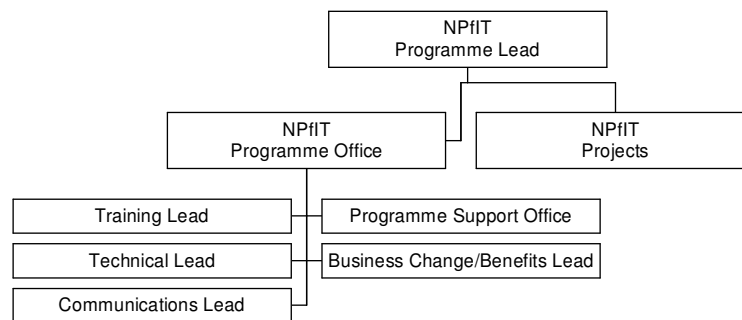 NPfIT
Programme Lead
NPfIT
Programme Office
NPfIT
Projects
Training Lead
Programme Support Office
Technical Lead
Business Change/Benefits Lead
Communications Lead